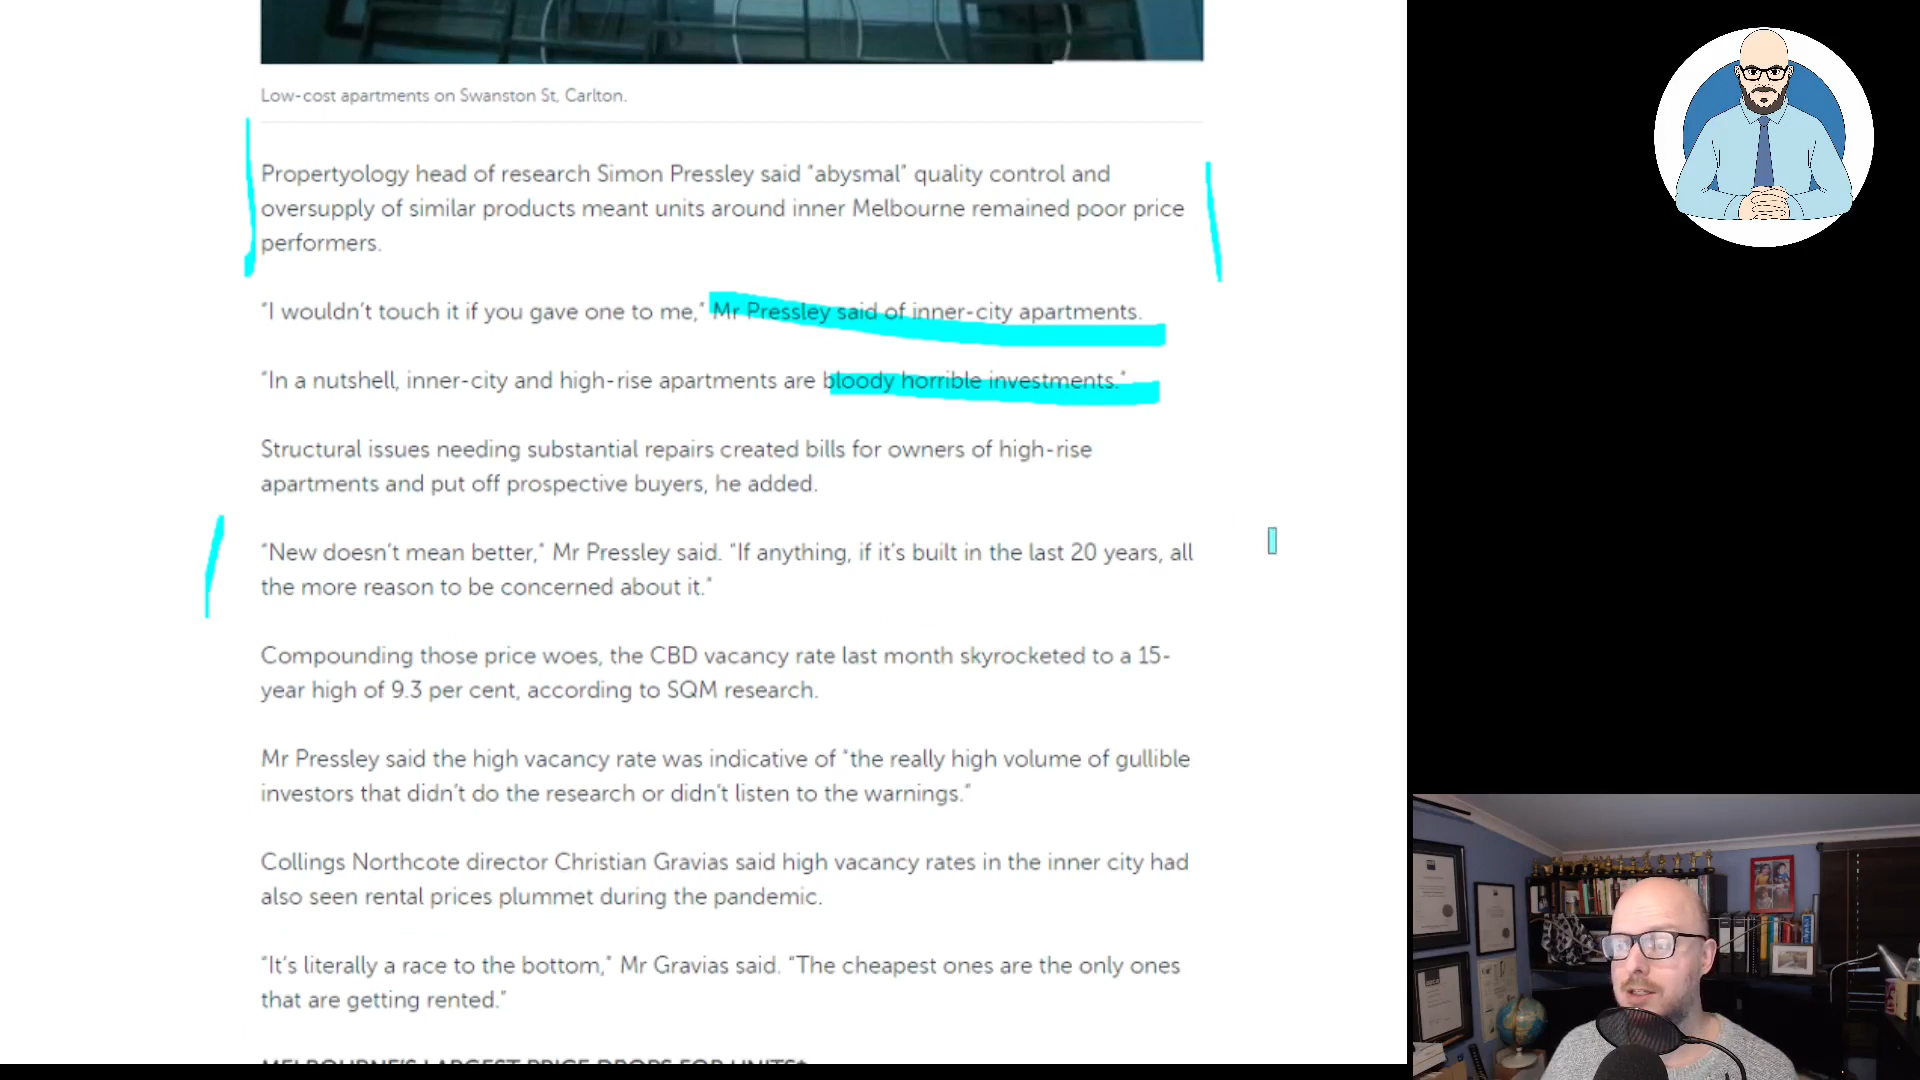 Low-cost apartments on Swanston St, Carlton.
Propertyology head of research Simon Pressley said "abysmal" quality control and
oversupply of similar products meant units around inner Melbourne remained poor price
performers.
"I wouldn't touch it if you gave one to me," Mr Pressley said of inner-city apartments.
"In a nutshell, inner-city and high-rise apartments are bloody horrible investments."
Structural issues needing substantial repairs created bills for owners of high-rise
apartments and put off prospective buyers, he added.
"New doesn't mean better," Mr Pressley said. "If anything, if it's built in the last 20 years, all
the more reason to be concerned about it."
Compounding those price woes, the CBD vacancy rate last month skyrocketed to a 15-
year high of 9.3 per cent, according to SQM research.
Mr Pressley said the high vacancy rate was indicative of "the really high volume of gullible
investors that didn't do the research or didn't listen to the warnings."
Collings Northcote director Christian Gravias said high vacancy rates in the inner city had
also seen rental prices plummet during the pandemic.
"It's literally a race to the bottom," Mr Gravias said. "The cheapest ones are the only ones
that are getting rented."
MELBOURNE'S LARGEST PRICE DROPS FOR UNITS*